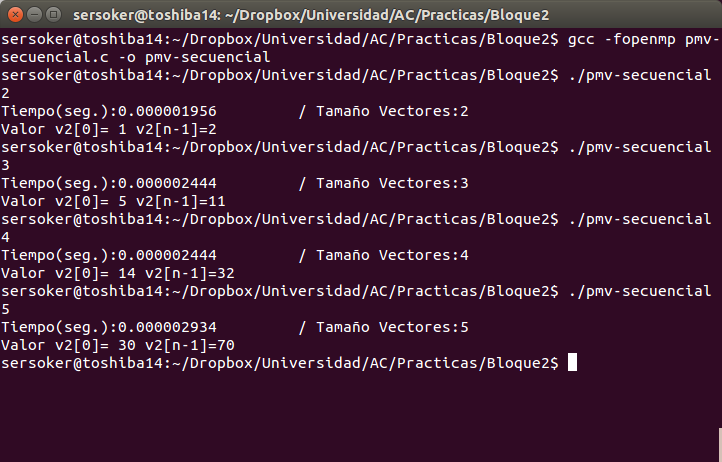 sersoker@toshiba14: ~/Dropbox/Universidad/AC/Practicas/Bloque2
sersoker@toshiba14:~/Dropbox/Universidad/AC/Practicas/Bloque2$ gcc -fopenmp pmv-
secuencial.c -o pmv-secuencial
sersoker@toshiba14:~/Dropbox/Universidad/AC/Practicas/Bloque2$ ./pmv-secuencial
2
Tiempo(seg.):0.000001956 / Tamaño Vectores:2
Valor v2[0]= 1 v2[n-1]=2
sersoker@toshiba14:~/Dropbox/Universidad/AC/Practicas/Bloque2$ ./pmv-secuencial
3
Tiempo(seg.):0.000002444 / Tamaño Vectores:3
Valor v2[0]= 5 v2[n-1]=11
sersoker@toshiba14:~/Dropbox/Universidad/AC/Practicas/Bloque2$ ./pmv-secuencial
4
Tiempo(seg.):0.000002444 / Tamaño Vectores:4
Valor v2[0]= 14 v2[n-1]=32
sersoker@toshiba14:~/Dropbox/Universidad/AC/Practicas/Bloque2$ ./pmv-secuencial
5
Tiempo(seg.):0.000002934 / Tamaño Vectores:5
Valor v2[0]= 30 v2[n-1]=70
sersoker@toshiba14:~/Dropbox/Universidad/AC/Practicas/Bloque2$